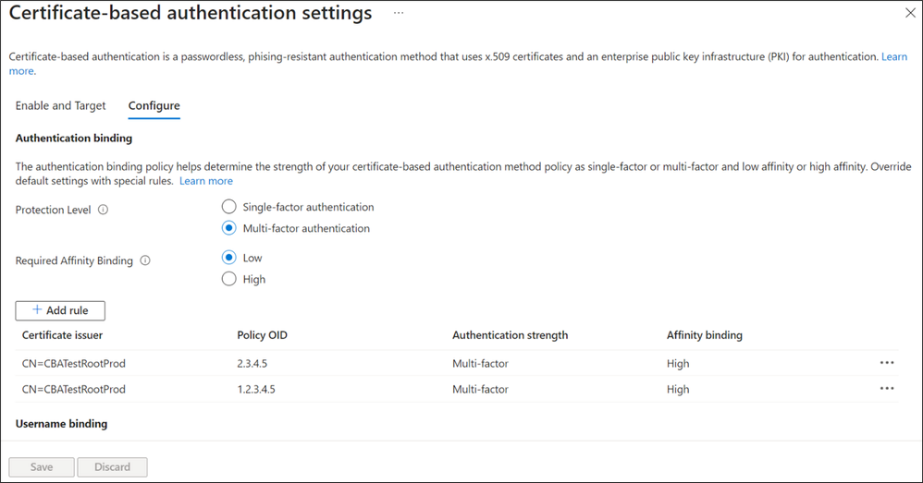 Certificate-based authentication settings ...
Certificate-based authentication is a passwordless, phising-resistant authentication method that uses x.509 certificates and an enterprise public key infrastructure (PKI) for authentication. Learn
more.
Enable and Target Configure
Authentication binding
The authentication binding policy helps determine the strength of your certificate-based authentication method policy as single-factor or multi-factor and low affinity or high affinity. Override
default settings with special rules. Learn more
Protection Level Single-factor authentication
Multi-factor authentication
Required Affinity Binding Low
High
+ Add rule
Certificate issuer Policy OID Authentication strength Affinity binding
CN=CBATestRootProd 2.3.4.5 Multi-factor High ...
CN=CBATestRootProd 1.2.3.4.5 Multi-factor High ...
Username binding
Save Discard